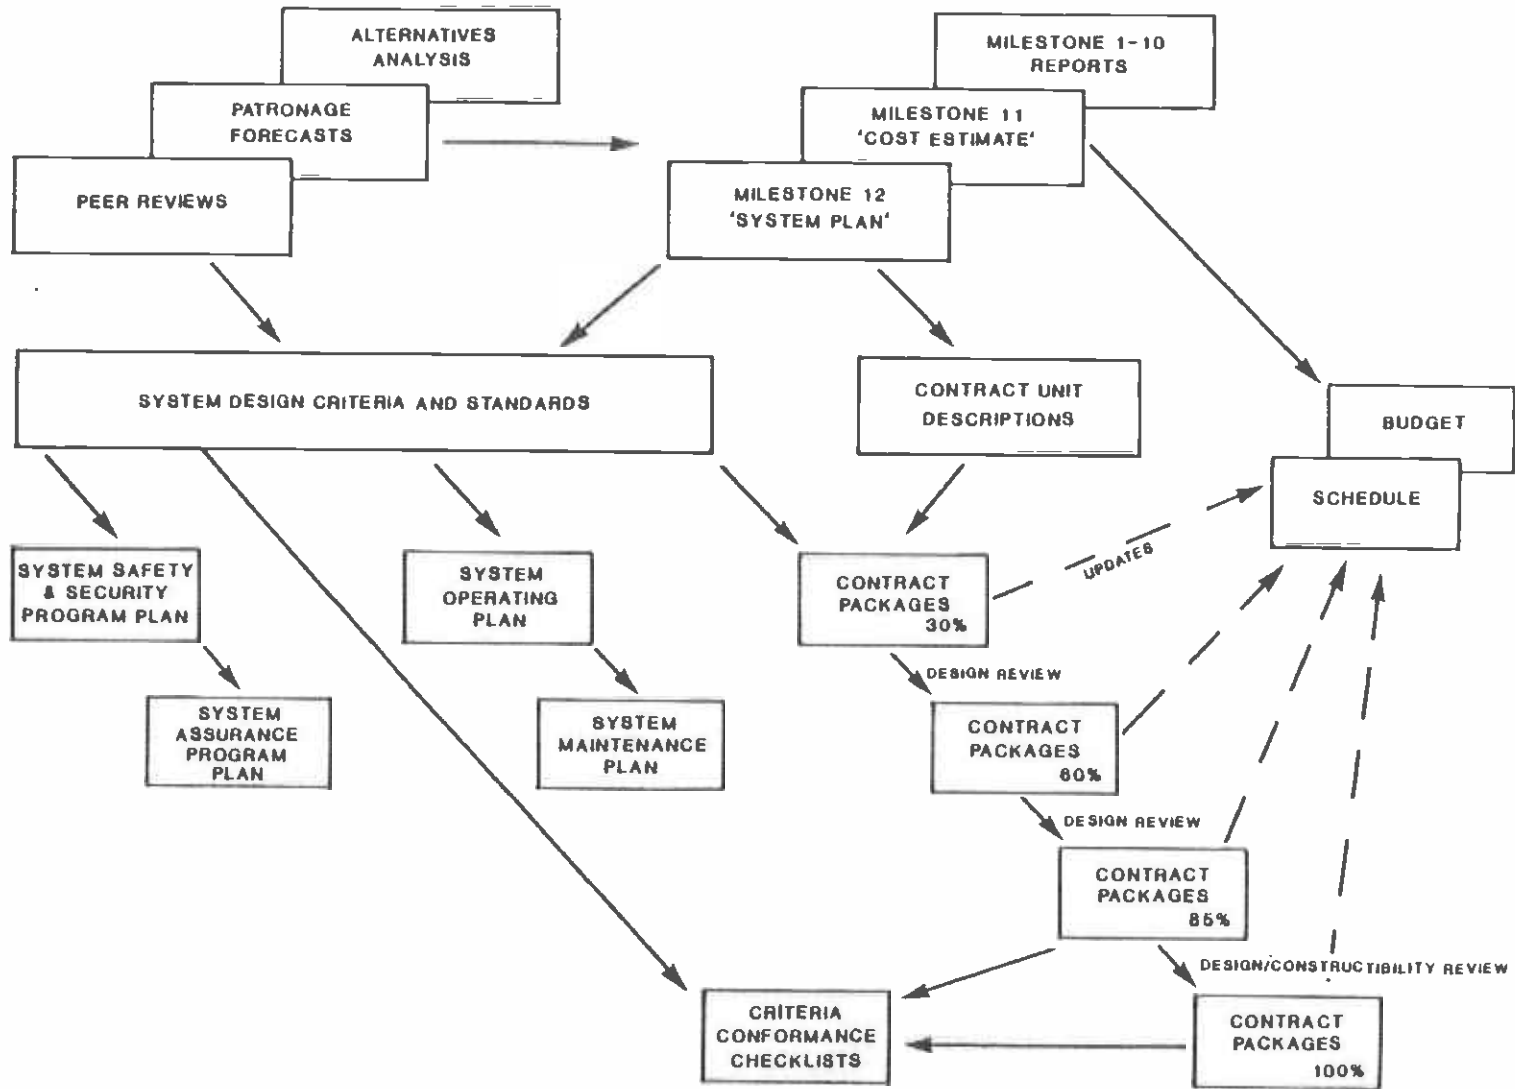 ALTERNATIVES
ANALYSIS
PATRONAGE
FORECASTS
PEER REVIEWS
MILESTONE 1-10
REPORTS
MILESTONE 11
'COST ESTIMATE'
MILESTONE 12
'SYSTEM PLAN'
SYSTEM DESIGN CRITERIA AND STANDARDS
CONTRACT UNIT
DESCRIPTIONS
BUDGET
SCHEDULE
SYSTEM SAFETY
& SECURITY
PROGRAM PLAN
SYSTEM
OPERATING
PLAN
CONTRACT
PACKAGES
30%
UPDATES
DESIGN REVIEW
SYSTEM
ASSURANCE
PROGRAM
PLAN
SYSTEM
MAINTENANCE
PLAN
CONTRACT
PACKAGES
60%
DESIGN REVIEW
CONTRACT
PACKAGES
85%
DESIGN/CONSTRUCTIBILITY REVIEW
CRITERIA
CONFORMANCE
CHECKLISTS
CONTRACT
PACKAGES
100%